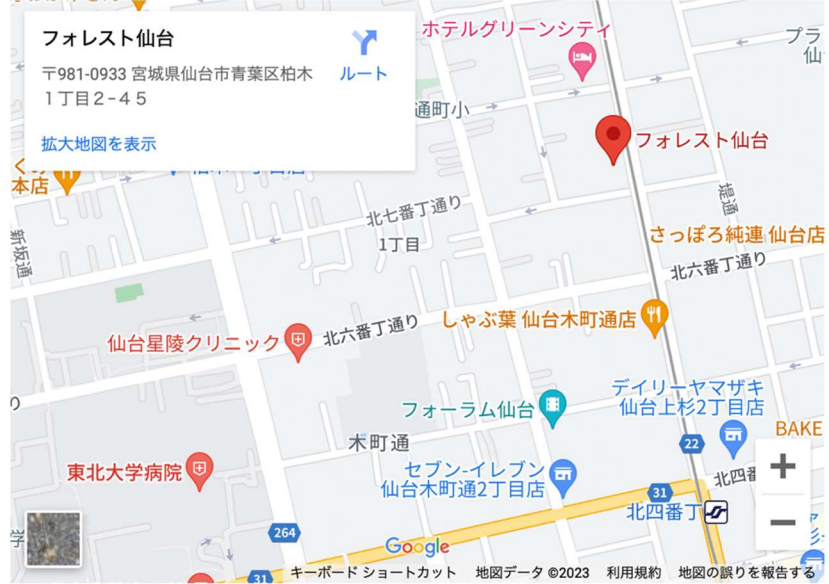 フォレスト仙台
〒981-0933 宮城県仙台市青葉区柏木
1丁目2-45
ルート
拡大地図を表示
ホテルグリーンシティ
プラ
仙
通町小
フォレスト仙台
本店
堤通
北七番丁通り
1丁目
新坂通
さっぽろ純連 仙台店
北六番丁通り
しゃぶ葉 仙台木町通店
北六番丁通り
仙台星陵クリニック
デイリーヤマザキ
仙台上杉2丁目店
フォーラム仙台
BAKE
木町通
22
東北大学病院
セブン-イレブン
仙台木町通2丁目店
31
北四番
北四番丁
学
264
Google
31
キーボード ショートカット
地図データ ©2023
利用規約
地図の誤りを報告する